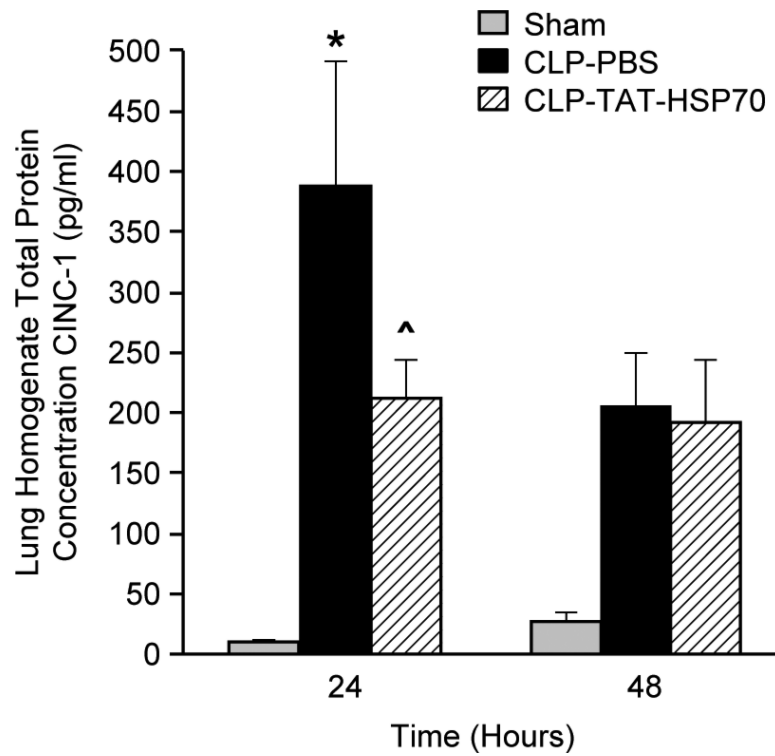 Sham
CLP-PBS
CLP-TAT-HSP70
Lung Homogenate Total Protein
Concentration CINC-1 (pg/ml)
500
450
400
350
300
250
200
150
100
50
0
*
^
24
48
Time (Hours)